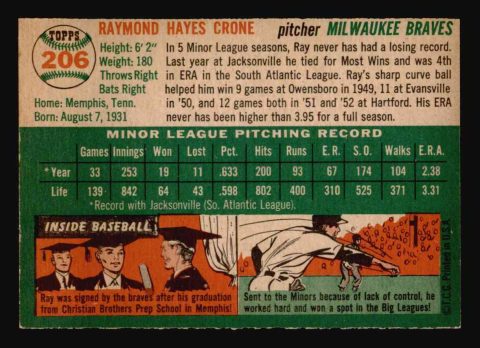 TOPPS
206
RAYMOND HAYES CRONE pitcher MILWAUKEE BRAVES
Height: 6' 2"
Weight: 180
Throws Right
Bats Right
Home: Memphis, Tenn.
Born: August 7, 1931
In 5 Minor League seasons, Ray never has had a losing record.
Last year at Jacksonville he tied for Most Wins and was 4th
in ERA in the South Atlantic League. Ray's sharp curve ball
helped him win 9 games at Owensboro in 1949, 11 at Evansville
in '50, and 12 games both in '51 and '52 at Hartford. His ERA
never has been higher than 3.95 for a full season.
MINOR LEAGUE PITCHING RECORD
Games Innings Won Lost Pct. Hits Runs E.R. S.O. Walks E.R.A.
*Year 33 253 19 11 .633 200 93 67 174 104 2.38
Life 139 842 64 43 .598 802 400 310 525 371 3.31
*Record with Jacksonville (So. Atlantic League).
INSIDE BASEBALL
Ray was signed by the braves after his graduation
from Christian Brothers Prep School in Memphis!
Sent to the Minors because of lack of control, he
worked hard and won a spot in the Big Leagues!
©T.C.G. Printed in U.S.A.